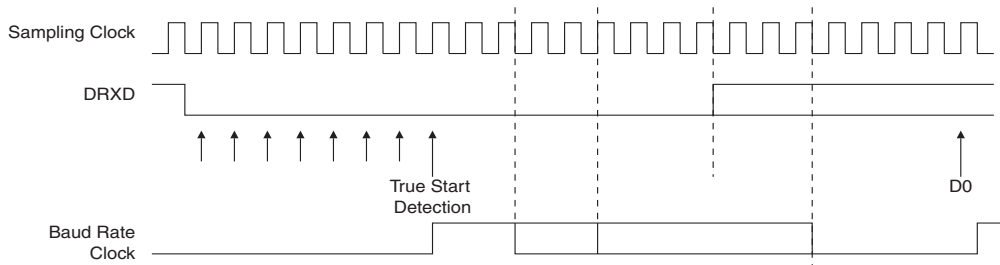 Sampling Clock
DRXD
True Start
Detection
D0
Baud Rate
Clock